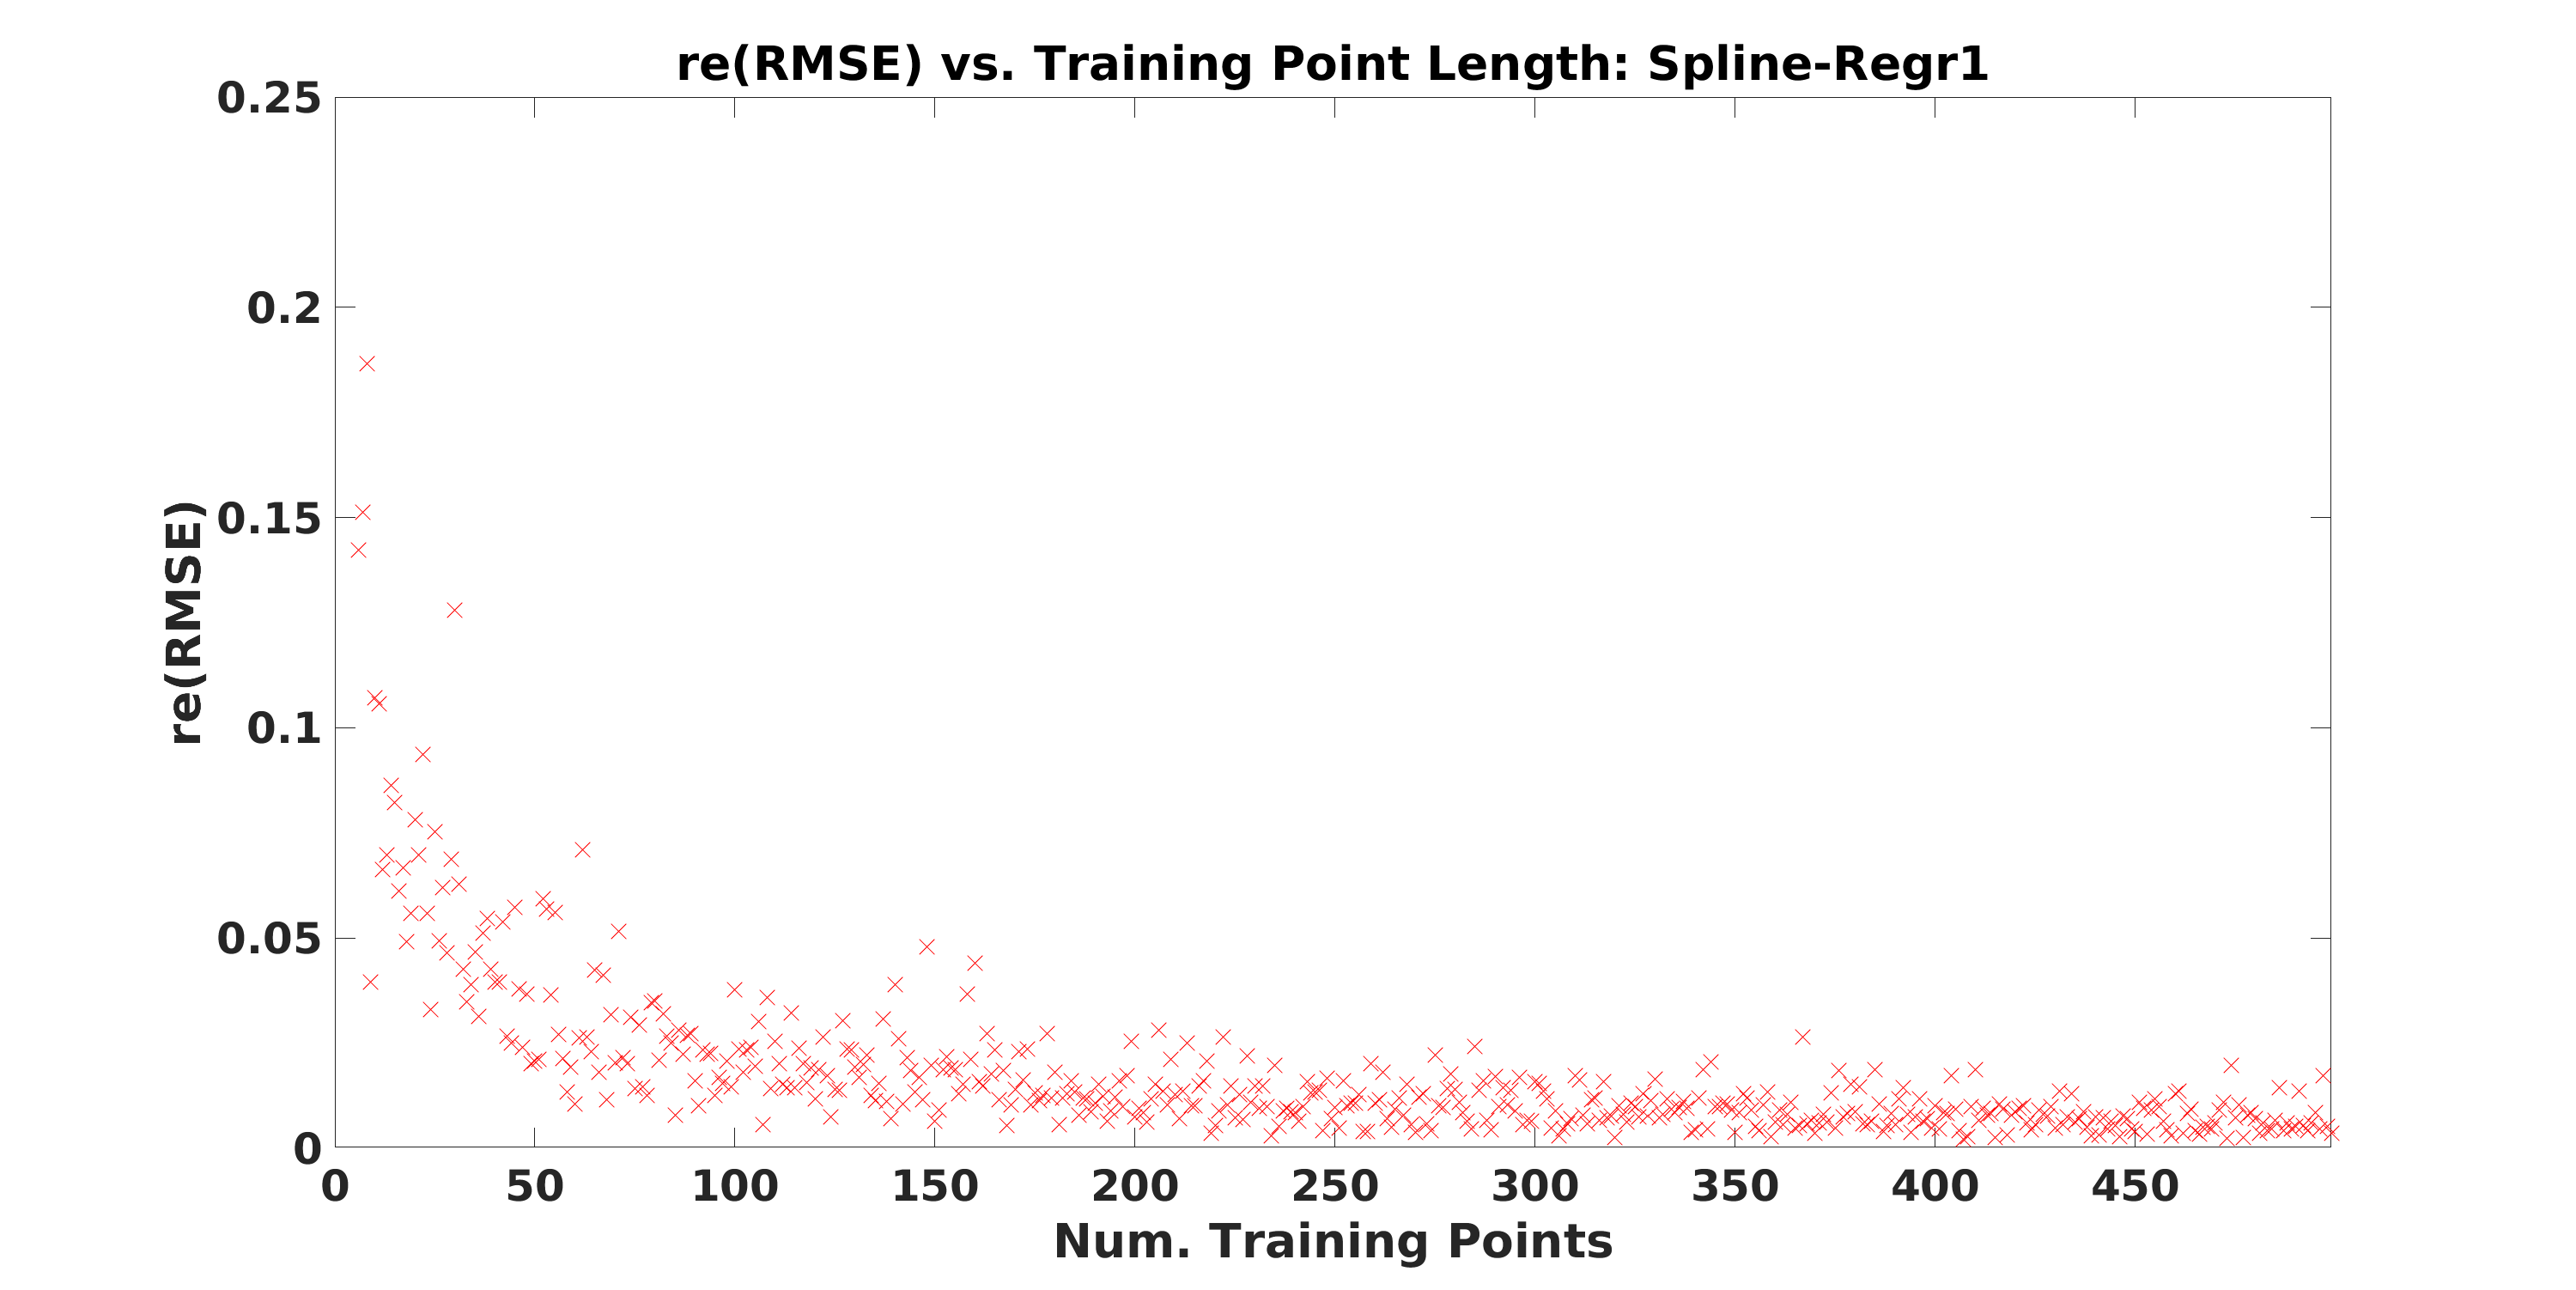 re(RMSE) vs. Training Point Length: Spline-Regr1
0.25
0.2
0.15
0.1
0.05
0
re(RMSE)
0 50 100 150 200 250 300 350 400 450
Num. Training Points